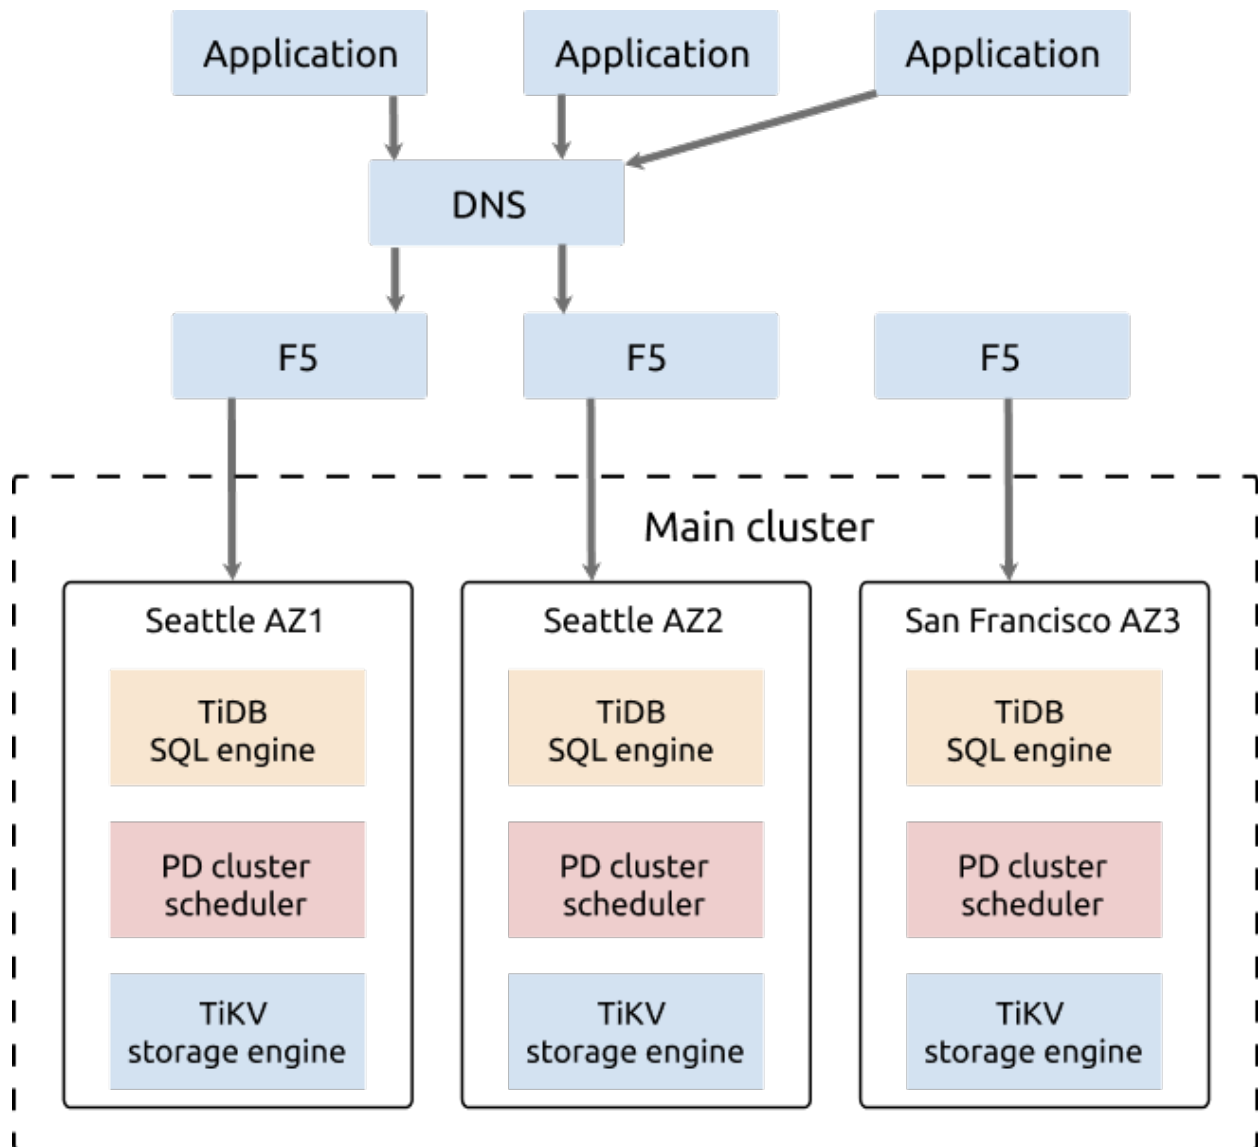 Application
Application
Application
DNS
F5
F5
F5
Main cluster
Seattle AZ1
TiDB
SQL engine
PD cluster
scheduler
TiKV
storage engine
Seattle AZ2
TiDB
SQL engine
PD cluster
scheduler
TiKV
storage engine
San Francisco AZ3
TiDB
SQL engine
PD cluster
scheduler
TiKV
storage engine